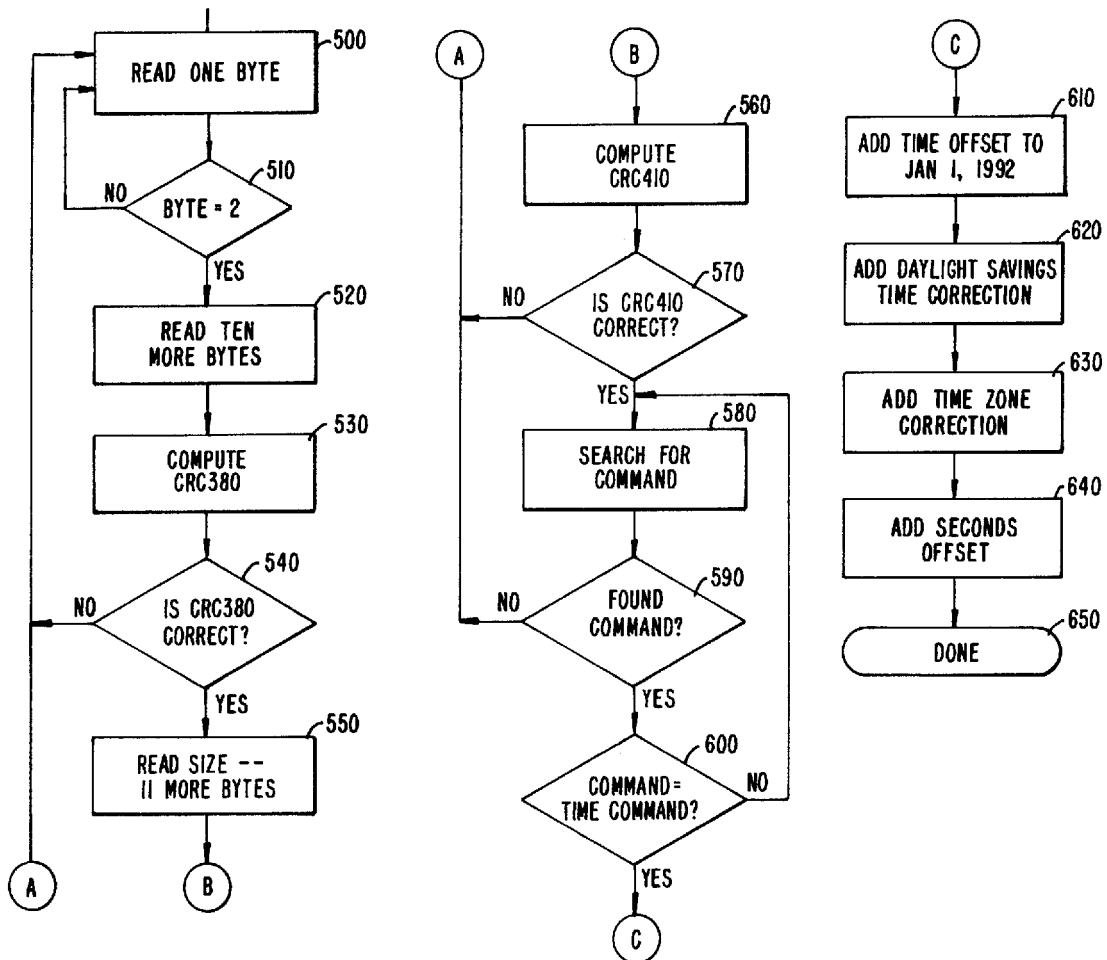 500
READ ONE BYTE
510
NO
BYTE = 2
YES
520
READ TEN
MORE BYTES
530
COMPUTE
CRC380
540
NO
IS CRC380
CORRECT?
YES
550
READ SIZE --
11 MORE BYTES
A
B
A
B
560
COMPUTE
CRC410
570
NO
IS CRC410
CORRECT?
YES
580
SEARCH FOR
COMMAND
590
NO
FOUND
COMMAND?
YES
600
COMMAND=
TIME COMMAND?
NO
YES
C
C
610
ADD TIME OFFSET TO
JAN 1, 1992
620
ADD DAYLIGHT SAVINGS
TIME CORRECTION
630
ADD TIME ZONE
CORRECTION
640
ADD SECONDS
OFFSET
650
DONE